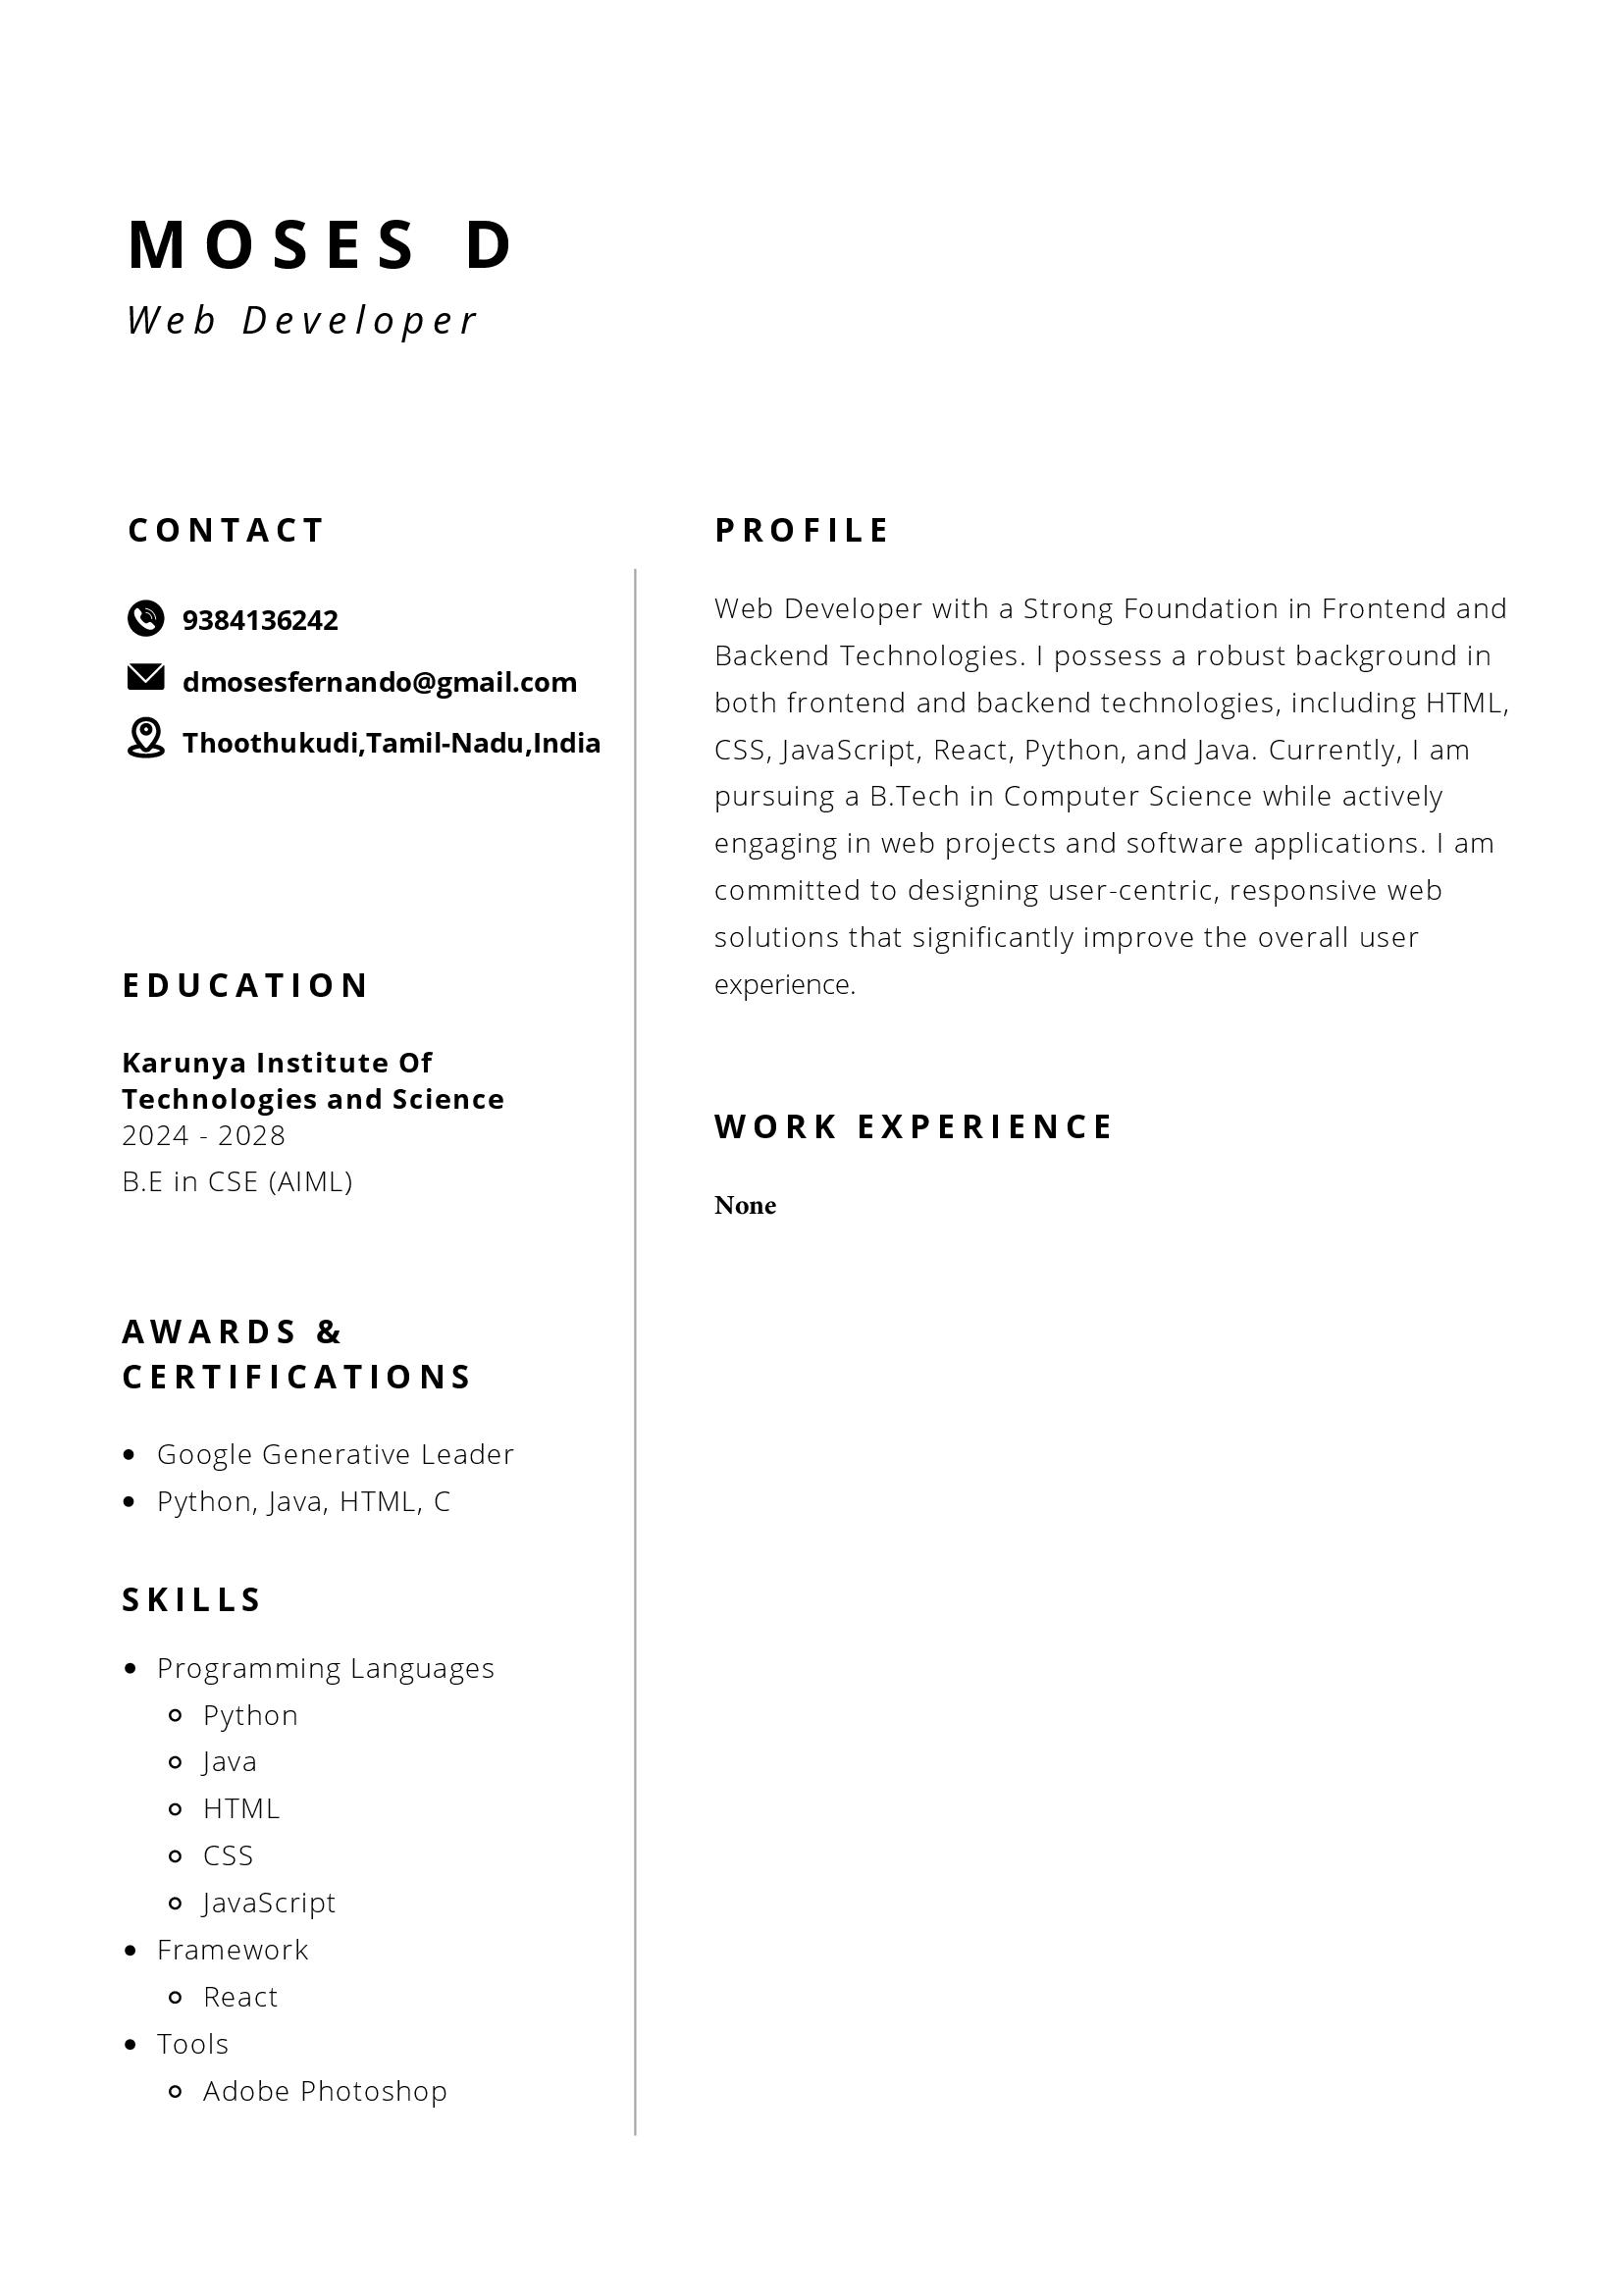 MOSES D
Web Developer
CONTACT
9384136242
dmosesfernando@gmail.com
Thoothukudi,Tamil-Nadu,India
EDUCATION
Karunya Institute Of
Technologies and Science
2024 - 2028
B.E in CSE (AIML)
AWARDS &
CERTIFICATIONS
Google Generative Leader
Python, Java, HTML, C
SKILLS
Programming Languages
Python
Java
HTML
CSS
JavaScript
Framework
React
Tools
Adobe Photoshop
PROFILE
Web Developer with a Strong Foundation in Frontend and
Backend Technologies. I possess a robust background in
both frontend and backend technologies, including HTML,
CSS, JavaScript, React, Python, and Java. Currently, I am
pursuing a B.Tech in Computer Science while actively
engaging in web projects and software applications. I am
committed to designing user-centric, responsive web
solutions that significantly improve the overall user
experience.
WORK EXPERIENCE
None